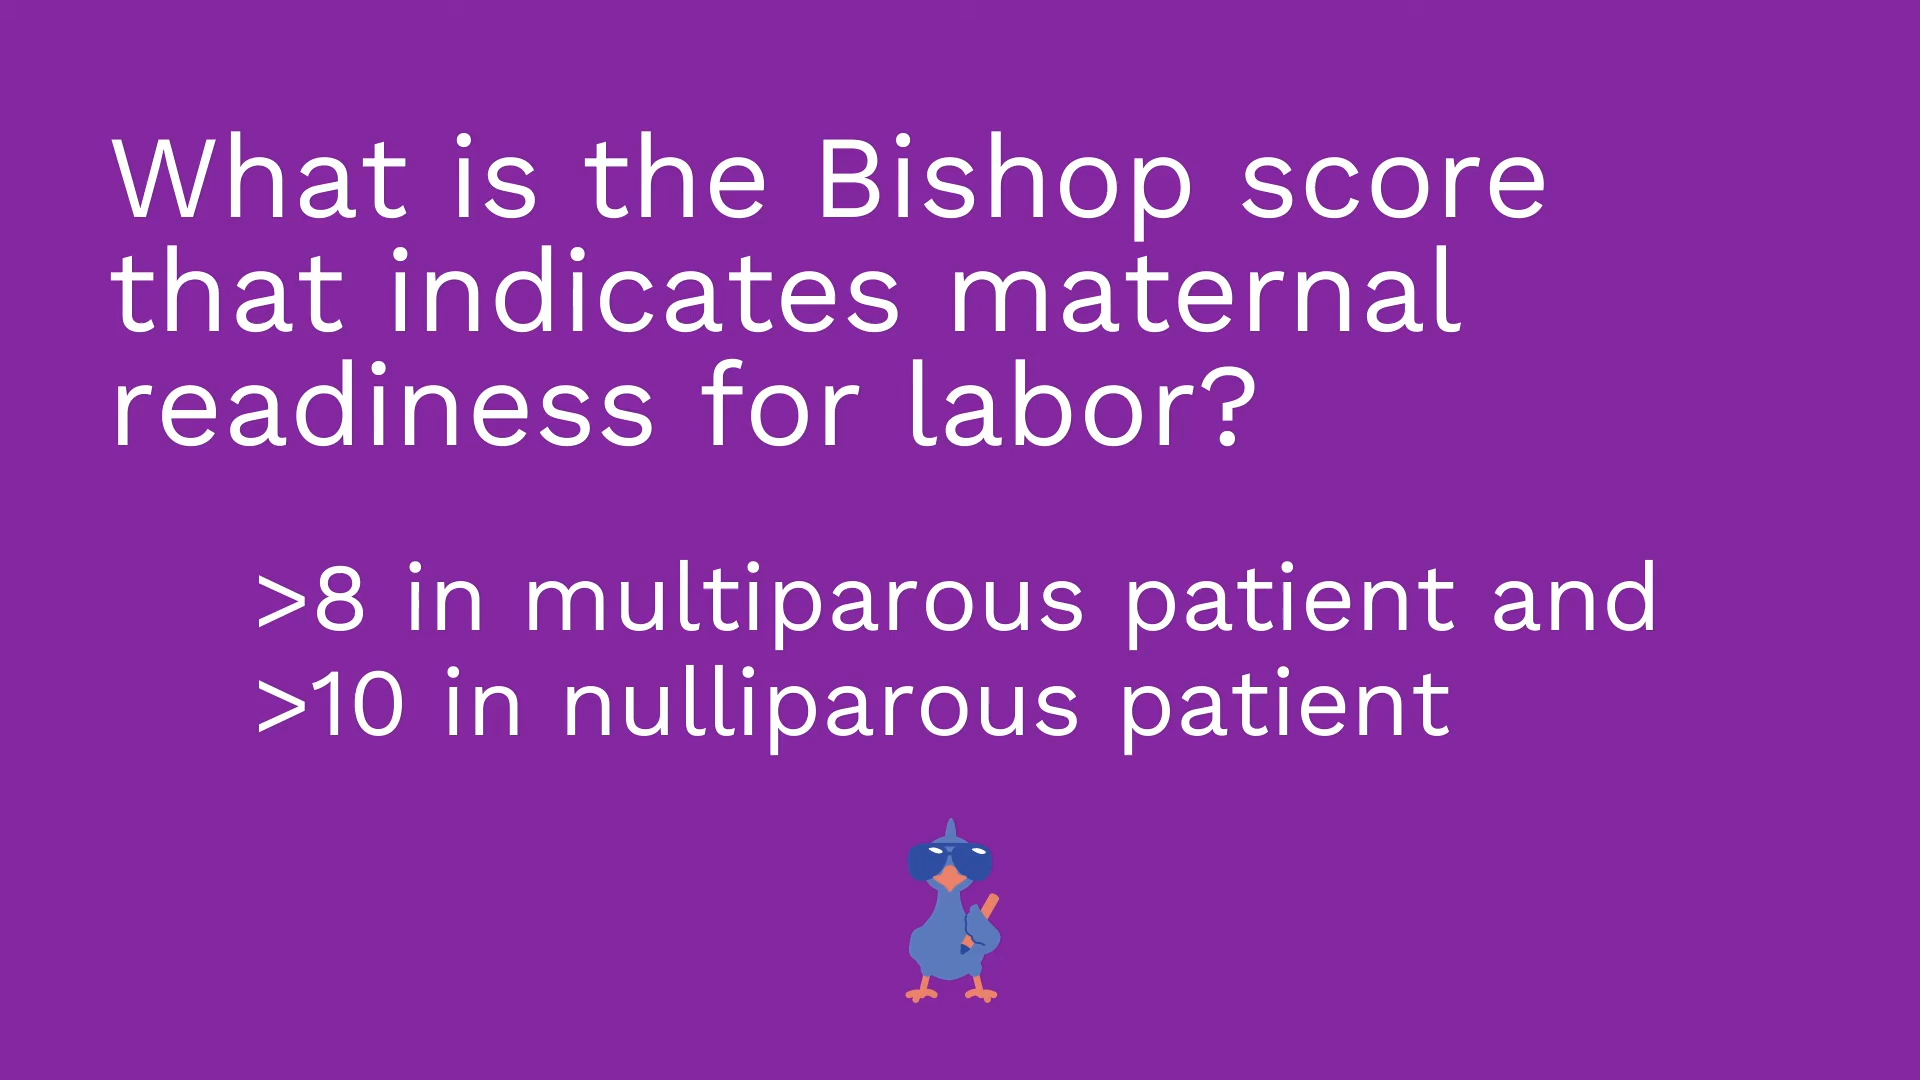 What is the Bishop score
that indicates maternal
readiness for labor?
>8 in multiparous patient and
>10 in nulliparous patient